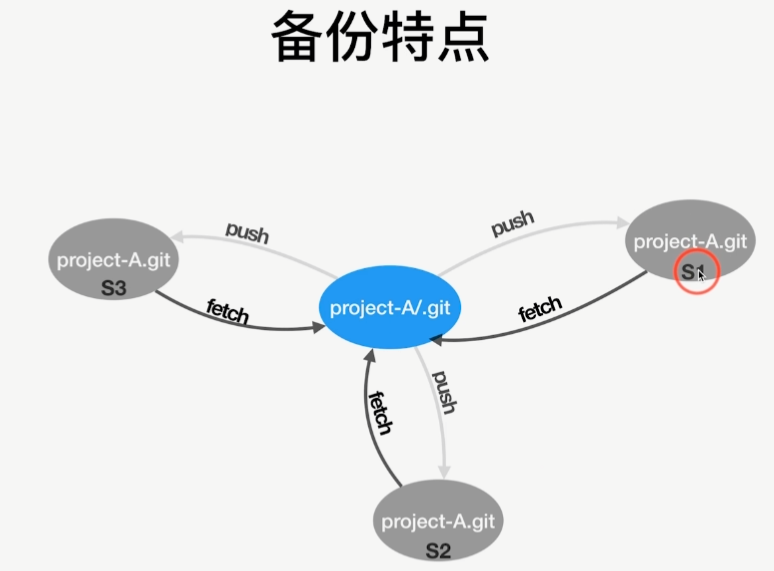 备份特点
push
push
project-A.git
S1
project-A.git
S3
fetch
project-A/.git
fetch
fetch
push
project-A.git
S2